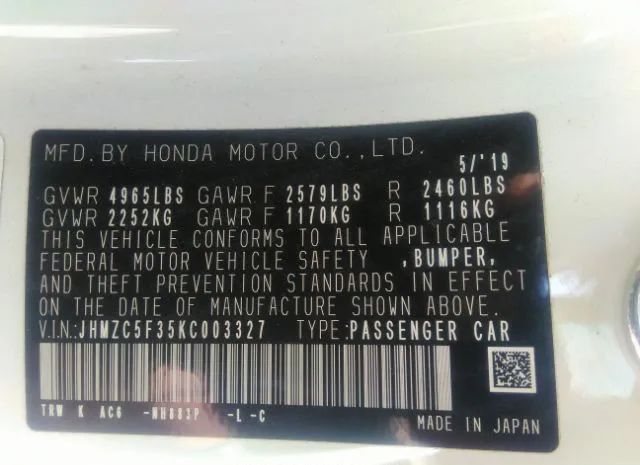 MFD. BY HONDA MOTOR CO., LTD. 5/'19
GVWR 4965LBS GAWR F 2579LBS R 2460LBS
GVWR 2252KG GAWR F 1170KG R 1116KG
THIS VEHICLE CONFORMS TO ALL APPLICABLE
FEDERAL MOTOR VEHICLE SAFETY ,BUMPER,
AND THEFT PREVENTION STANDARDS IN EFFECT
ON THE DATE OF MANUFACTURE SHOWN ABOVE.
V.I.N.:JHMZC5F35KC003327 TYPE:PASSENGER CAR
TRW K AC6 -NH883P -L -C
MADE IN JAPAN